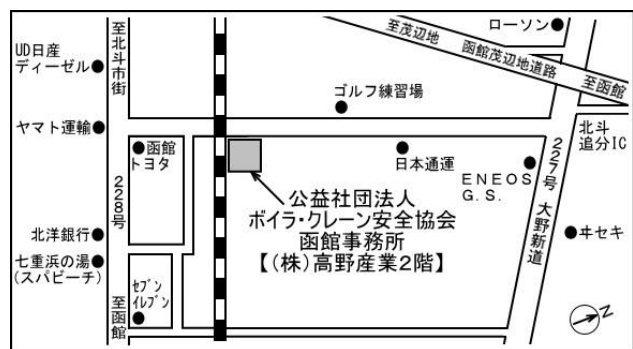 UD日産
ディーゼル
至北斗市街
ローソン
至茂辺地
函館茂辺地道路
至函館
ゴルフ練習場
ヤマト運輸
函館
トヨタ
日本通運
ENEOS
G.S.
227号 大野新道
北斗
追分IC
228号
公益社団法人
ボイラ・クレーン安全協会
函館事務所
【(株)高野産業2階】
北洋銀行
七重浜の湯
(スパビーチ)
ヰセキ
セブン
イレブン
至函館
N